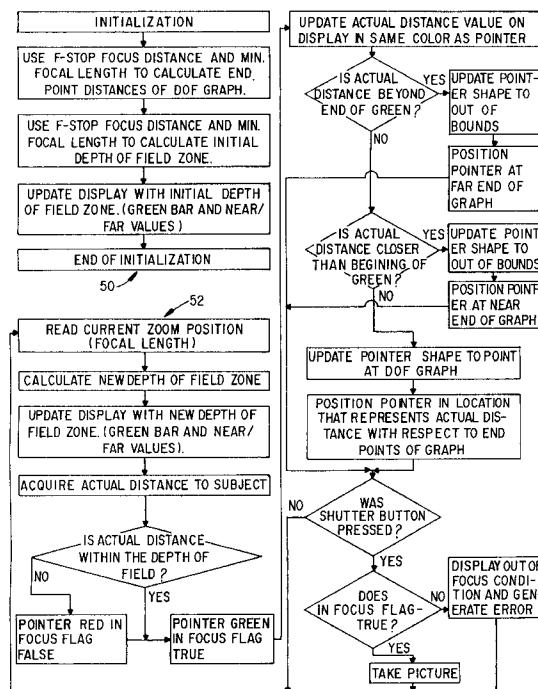 INITIALIZATION
USE F-STOP FOCUS DISTANCE AND MIN.
FOCAL LENGTH TO CALCULATE END.
POINT DISTANCES OF DOF GRAPH.
USE F-STOP FOCUS DISTANCE AND MIN.
FOCAL LENGTH TO CALCULATE INITIAL
DEPTH OF FIELD ZONE.
UPDATE DISPLAY WITH INITIAL DEPTH
OF FIELD ZONE.(GREEN BAR AND NEAR/
FAR VALUES)
END OF INITIALIZATION
50
52
READ CURRENT ZOOM POSITION
(FOCAL LENGTH)
CALCULATE NEW DEPTH OF FIELD ZONE
UPDATE DISPLAY WITH NEW DEPTH OF
FIELD ZONE.(GREEN BAR AND NEAR/
FAR VALUES).
ACQUIRE ACTUAL DISTANCE TO SUBJECT
IS ACTUAL DISTANCE
WITHIN THE DEPTH OF
FIELD?
NO
YES
POINTER RED IN
FOCUS FLAG
FALSE
POINTER GREEN
IN FOCUS FLAG
TRUE
UPDATE ACTUAL DISTANCE VALUE ON
DISPLAY IN SAME COLOR AS POINTER
IS ACTUAL
DISTANCE BEYOND
END OF GREEN?
YES
NO
UPDATE POINT-
ER SHAPE TO
OUT OF
BOUNDS
POSITION
POINTER AT
FAR END OF
GRAPH
IS ACTUAL
DISTANCE CLOSER
THAN BEGINING OF
GREEN?
YES
NO
UPDATE POINT-
ER SHAPE TO
OUT OF BOUNDS
POSITION POINT-
ER AT NEAR
END OF GRAPH
UPDATE POINTER SHAPE TO POINT
AT DOF GRAPH
POSITION POINTER IN LOCATION
THAT REPRESENTS ACTUAL DIS-
TANCE WITH RESPECT TO END
POINTS OF GRAPH
WAS
SHUTTER BUTTON
PRESSED?
NO
YES
DOES
IN FOCUS FLAG-
TRUE?
NO
YES
DISPLAY OUT OF
FOCUS CONDI-
TION AND GEN-
ERATE ERROR
TAKE PICTURE